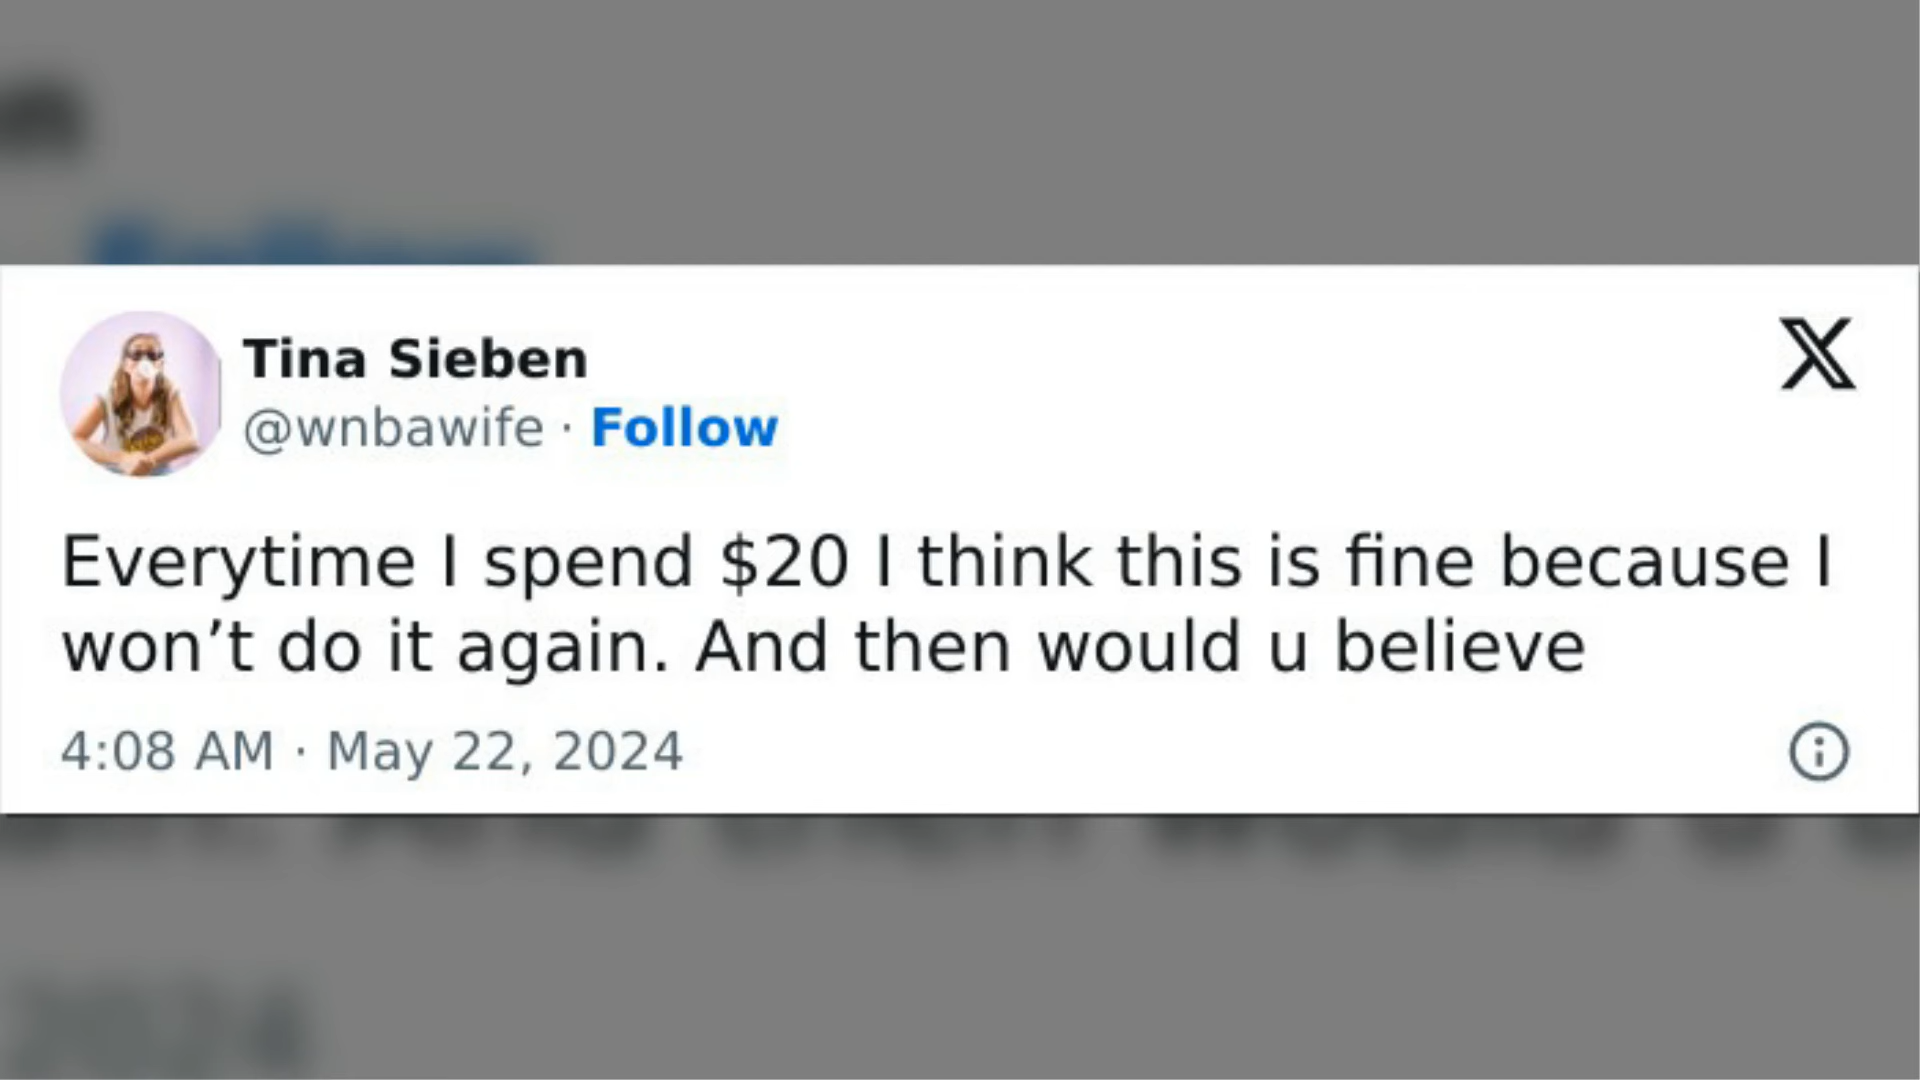 Tina Sieben
@wnbawife · Follow
Everytime I spend $20 I think this is fine because I
won’t do it again. And then would u believe
4:08 AM · May 22, 2024